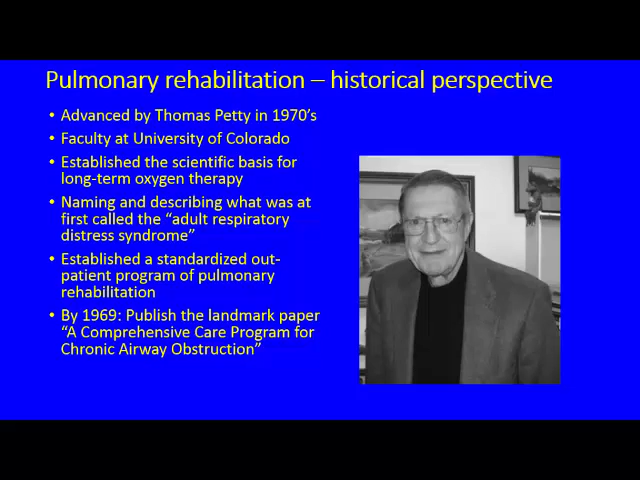 Pulmonary rehabilitation – historical perspective
• Advanced by Thomas Petty in 1970’s
• Faculty at University of Colorado
• Established the scientific basis for
long-term oxygen therapy
• Naming and describing what was at
first called the “adult respiratory
distress syndrome”
• Established a standardized out-
patient program of pulmonary
rehabilitation
• By 1969: Publish the landmark paper
“A Comprehensive Care Program for
Chronic Airway Obstruction”